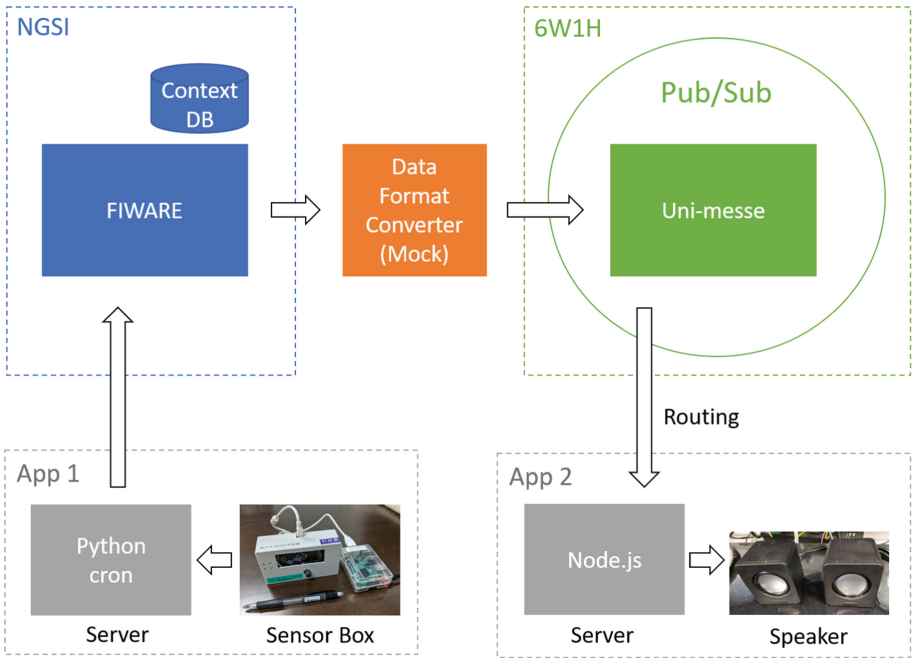 NGSI
Context
DB
FIWARE
Data
Format
Converter
(Mock)
6W1H
Pub/Sub
Uni-messe
Routing
App 1
Python
cron
Server
Sensor Box
App 2
Node.js
Server
Speaker